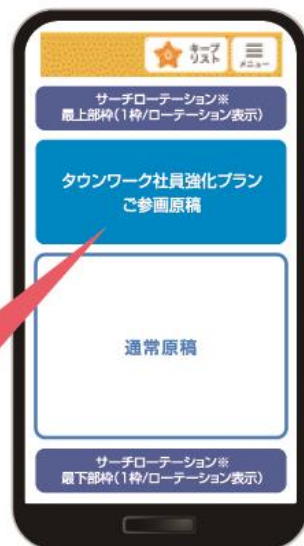 キープ
リスト
メニュー
サーチローテーション※
最上部枠(1枠/ローテーション表示)
タウンワーク社員強化プラン
ご参画原稿
通常原稿
サーチローテーション※
最下部枠(1枠/ローテーション表示)